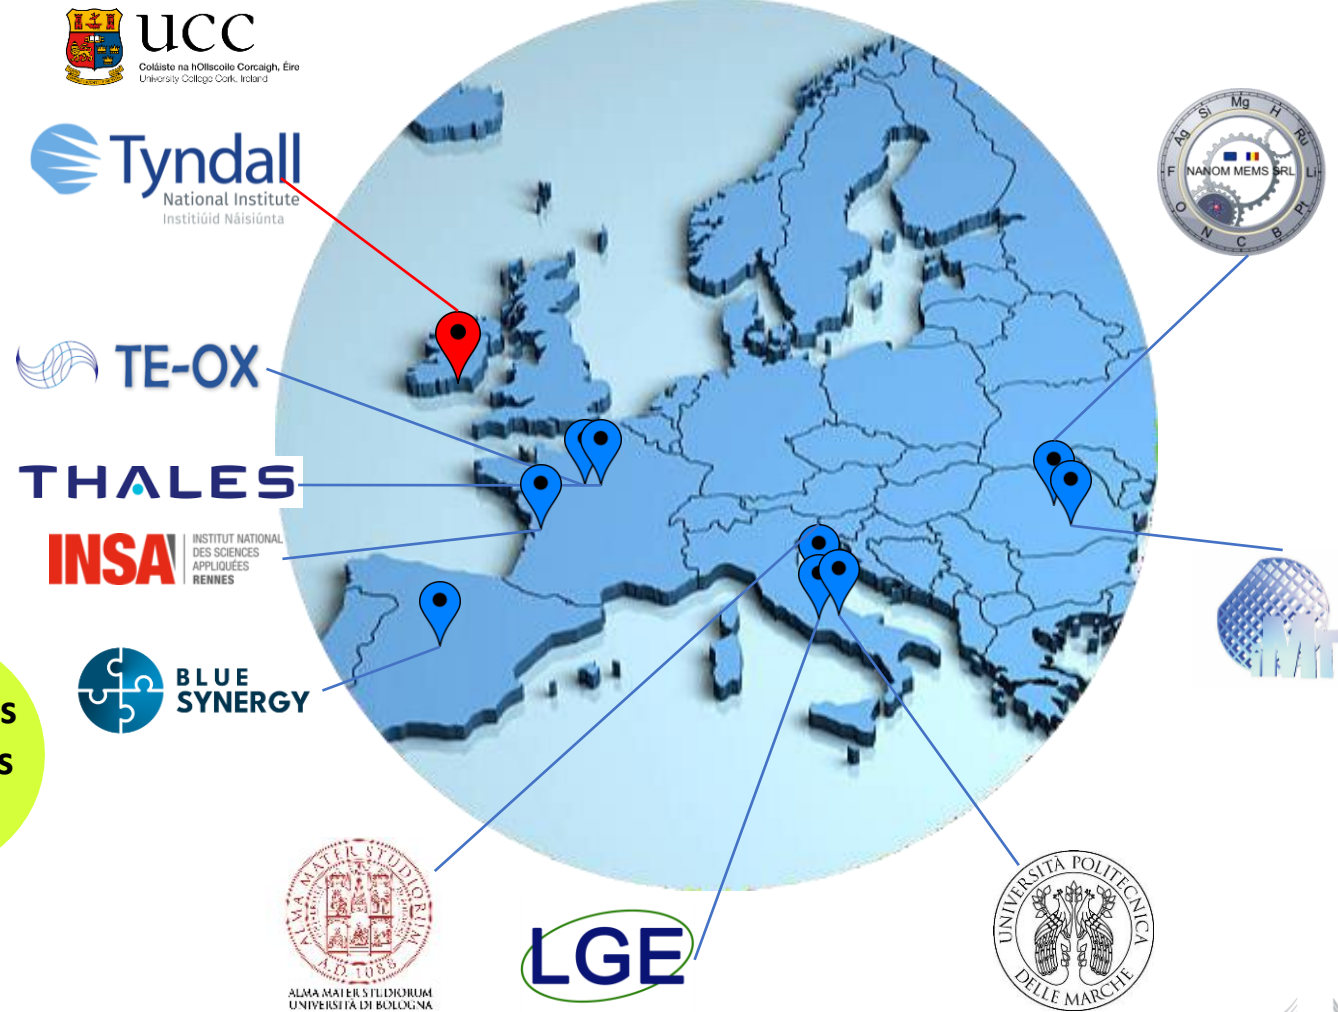 UCC
Coláiste na hOllscoile Corcaigh, Éire
University College Cork, Ireland
Tyndall
National Institute
Institiúid Náisiúnta
TE-OX
THALES
INSA
INSTITUT NATIONAL
DES SCIENCES
APPLIQUÉES
RENNES
BLUE
SYNERGY
s
s
Mg
H
Ru
Li
Pt
B
C
N
O
F
Ag
Si
NANOM MEMS SRL
ALMA MATER STUDIORUM
A.D. 1088
ALMA MATER STUDIORUM
UNIVERSITÀ DI BOLOGNA
LGE
UNIVERSITÀ POLITECNICA
DELLE MARCHE